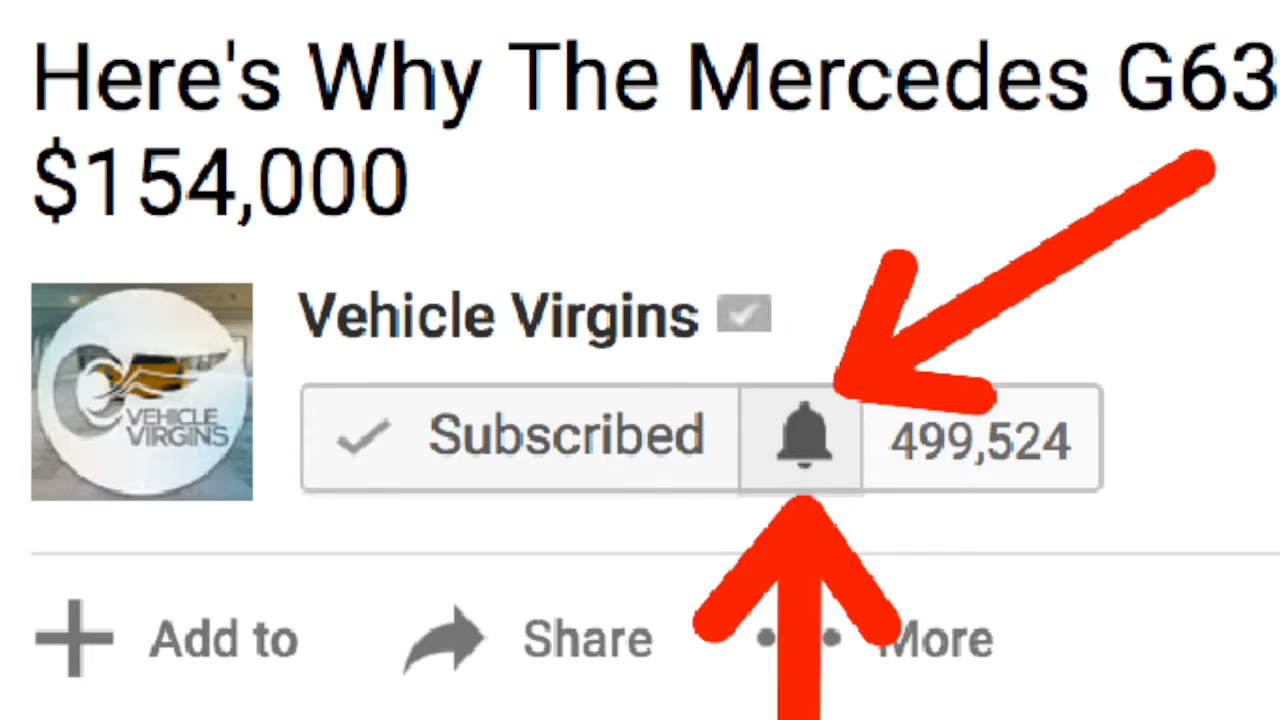 Here's Why The Mercedes G63
$154,000
Vehicle Virgins
VEHICLE
VIRGINS
Subscribed 499,524
Add to Share More